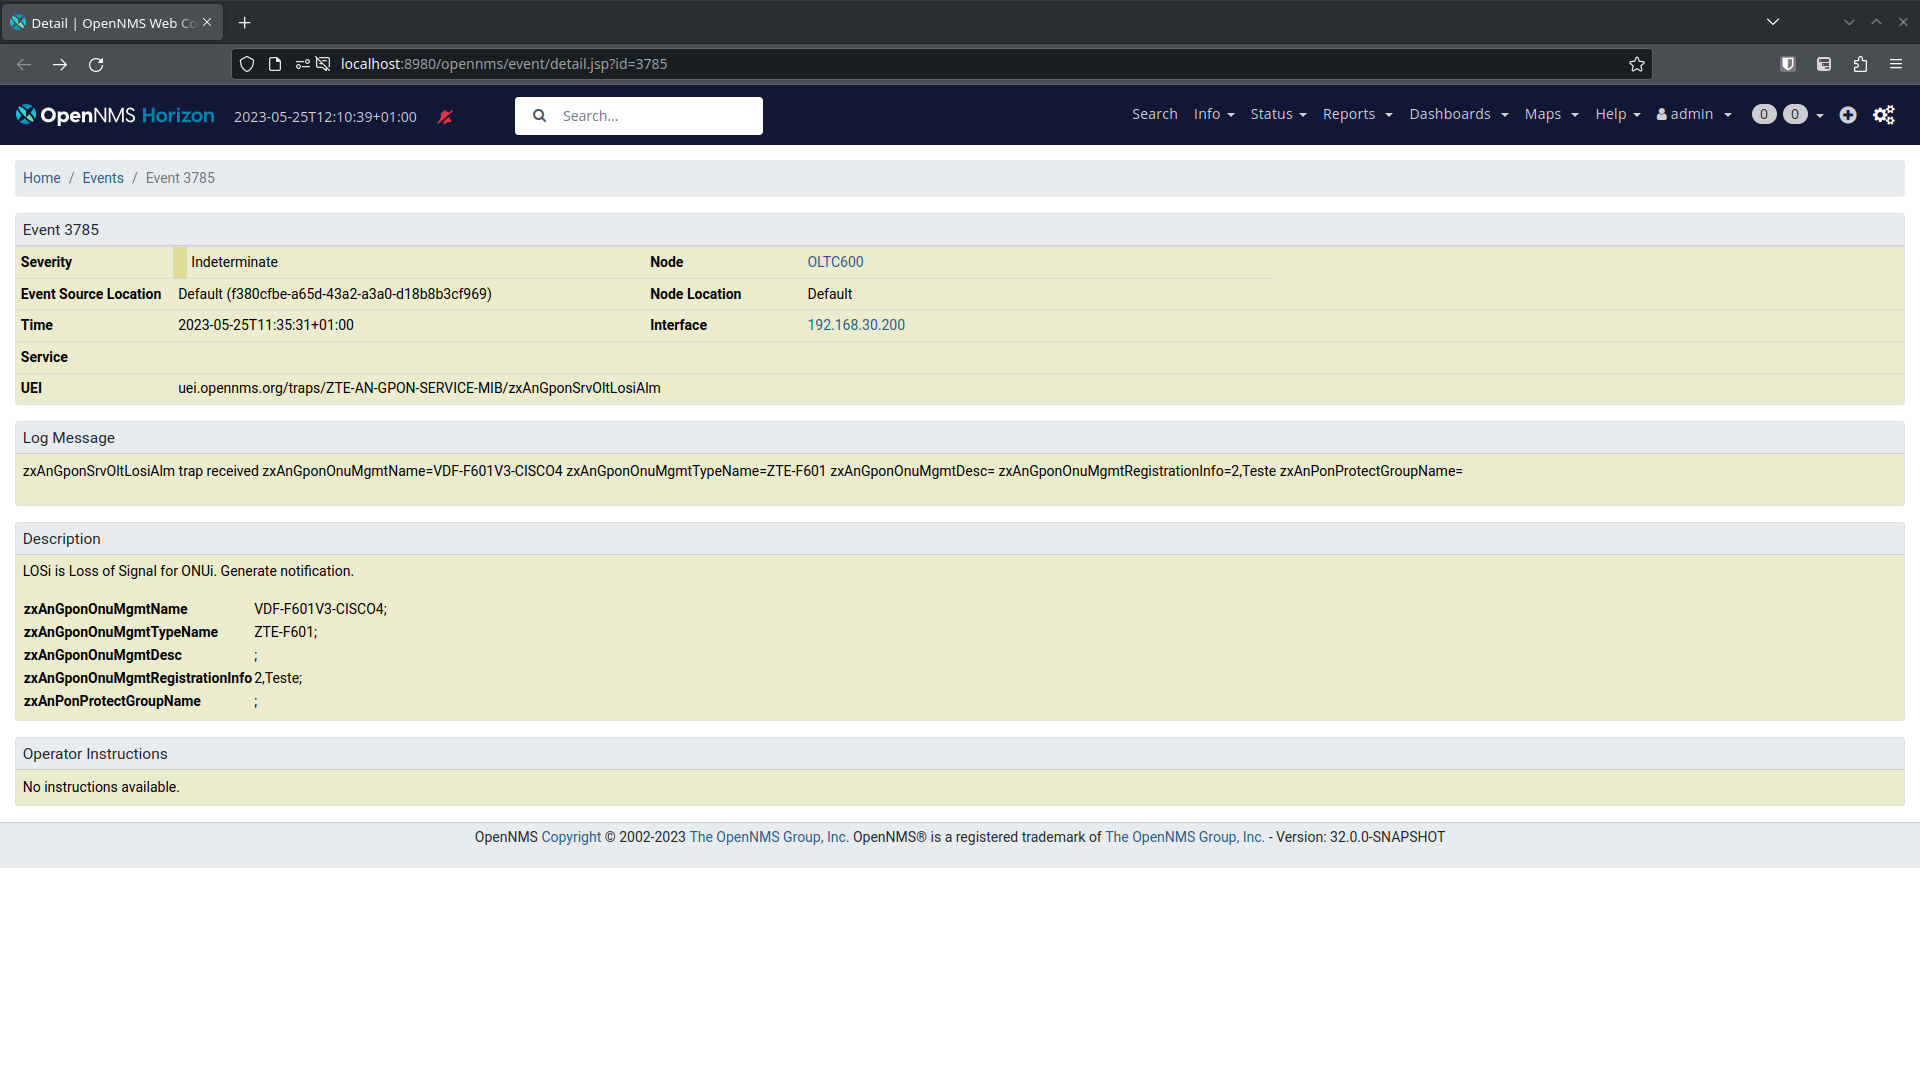 Detail | OpenNMS Web Co
localhost:8980/opennms/event/detail.jsp?id=3785
OpenNMS Horizon 2023-05-25T12:10:39+01:00 Search... Search Info Status Reports Dashboards Maps Help admin 0 0
Home / Events / Event 3785
Event 3785
Severity Indeterminate Node OLTC600
Event Source Location Default (f380cfbe-a65d-43a2-a3a0-d18b8b3cf969) Node Location Default
Time 2023-05-25T11:35:31+01:00 Interface 192.168.30.200
Service
UEI uei.opennms.org/traps/ZTE-AN-GPON-SERVICE-MIB/zxAnGponSrvOltLosiAlm
Log Message
zxAnGponSrvOltLosiAlm trap received zxAnGponOnuMgmtName=VDF-F601V3-CISCO4 zxAnGponOnuMgmtTypeName=ZTE-F601 zxAnGponOnuMgmtDesc= zxAnGponOnuMgmtRegistrationInfo=2,Teste zxAnPonProtectGroupName=
Description
LOSi is Loss of Signal for ONUi. Generate notification.
zxAnGponOnuMgmtName VDF-F601V3-CISCO4;
zxAnGponOnuMgmtTypeName ZTE-F601;
zxAnGponOnuMgmtDesc ;
zxAnGponOnuMgmtRegistrationInfo 2,Teste;
zxAnPonProtectGroupName ;
Operator Instructions
No instructions available.
OpenNMS Copyright © 2002-2023 The OpenNMS Group, Inc. OpenNMS® is a registered trademark of The OpenNMS Group, Inc. - Version: 32.0.0-SNAPSHOT